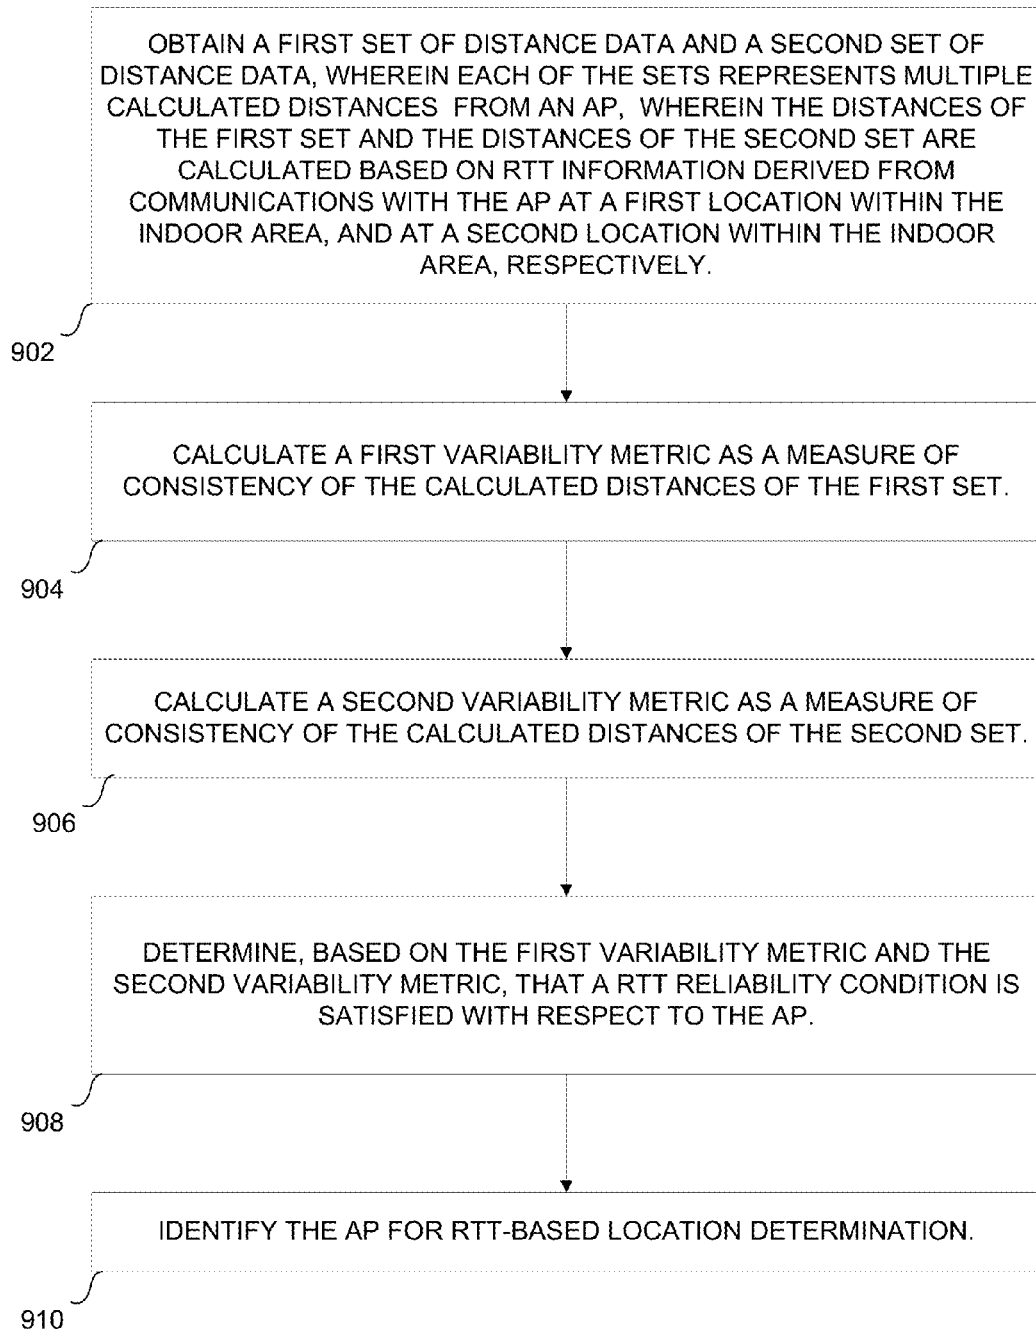 OBTAIN A FIRST SET OF DISTANCE DATA AND A SECOND SET OF
DISTANCE DATA, WHEREIN EACH OF THE SETS REPRESENTS MULTIPLE
CALCULATED DISTANCES FROM AN AP, WHEREIN THE DISTANCES OF
THE FIRST SET AND THE DISTANCES OF THE SECOND SET ARE
CALCULATED BASED ON RTT INFORMATION DERIVED FROM
COMMUNICATIONS WITH THE AP AT A FIRST LOCATION WITHIN THE
INDOOR AREA, AND AT A SECOND LOCATION WITHIN THE INDOOR
AREA, RESPECTIVELY.
902
CALCULATE A FIRST VARIABILITY METRIC AS A MEASURE OF
CONSISTENCY OF THE CALCULATED DISTANCES OF THE FIRST SET.
904
CALCULATE A SECOND VARIABILITY METRIC AS A MEASURE OF
CONSISTENCY OF THE CALCULATED DISTANCES OF THE SECOND SET.
906
DETERMINE, BASED ON THE FIRST VARIABILITY METRIC AND THE
SECOND VARIABILITY METRIC, THAT A RTT RELIABILITY CONDITION IS
SATISFIED WITH RESPECT TO THE AP.
908
IDENTIFY THE AP FOR RTT-BASED LOCATION DETERMINATION.
910